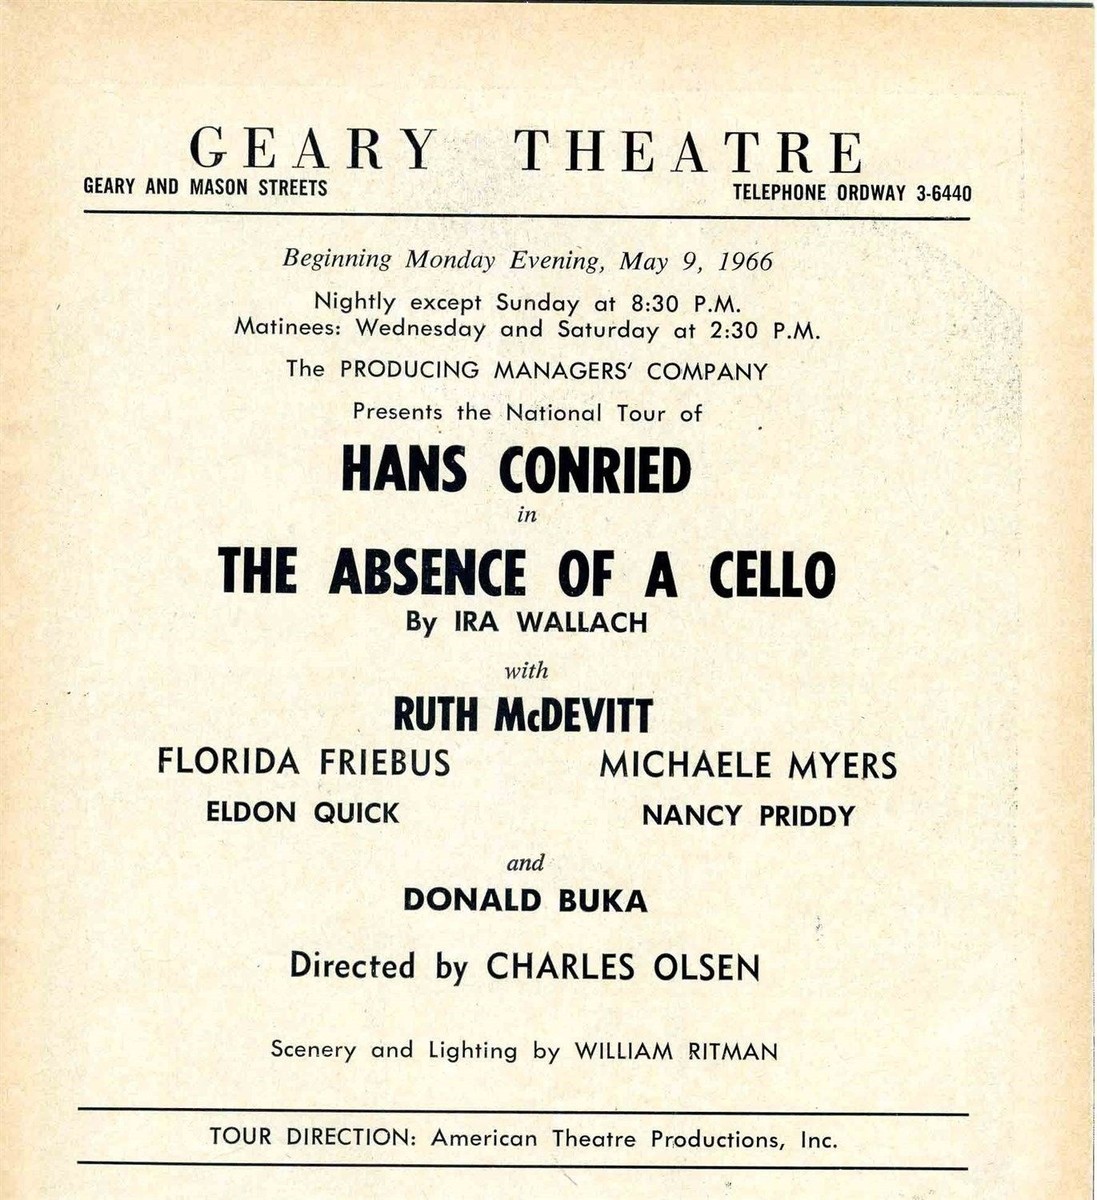 GEARY THEATRE
GEARY AND MASON STREETS TELEPHONE ORDWAY 3-6440
Beginning Monday Evening, May 9, 1966
Nightly except Sunday at 8:30 P.M.
Matinees: Wednesday and Saturday at 2:30 P.M.
The PRODUCING MANAGERS' COMPANY
Presents the National Tour of
HANS CONRIED
in
THE ABSENCE OF A CELLO
By IRA WALLACH
with
RUTH McDEVITT
FLORIDA FRIEBUS MICHAELE MYERS
ELDON QUICK NANCY PRIDDY
and
DONALD BUKA
Directed by CHARLES OLSEN
Scenery and Lighting by WILLIAM RITMAN
TOUR DIRECTION: American Theatre Productions, Inc.